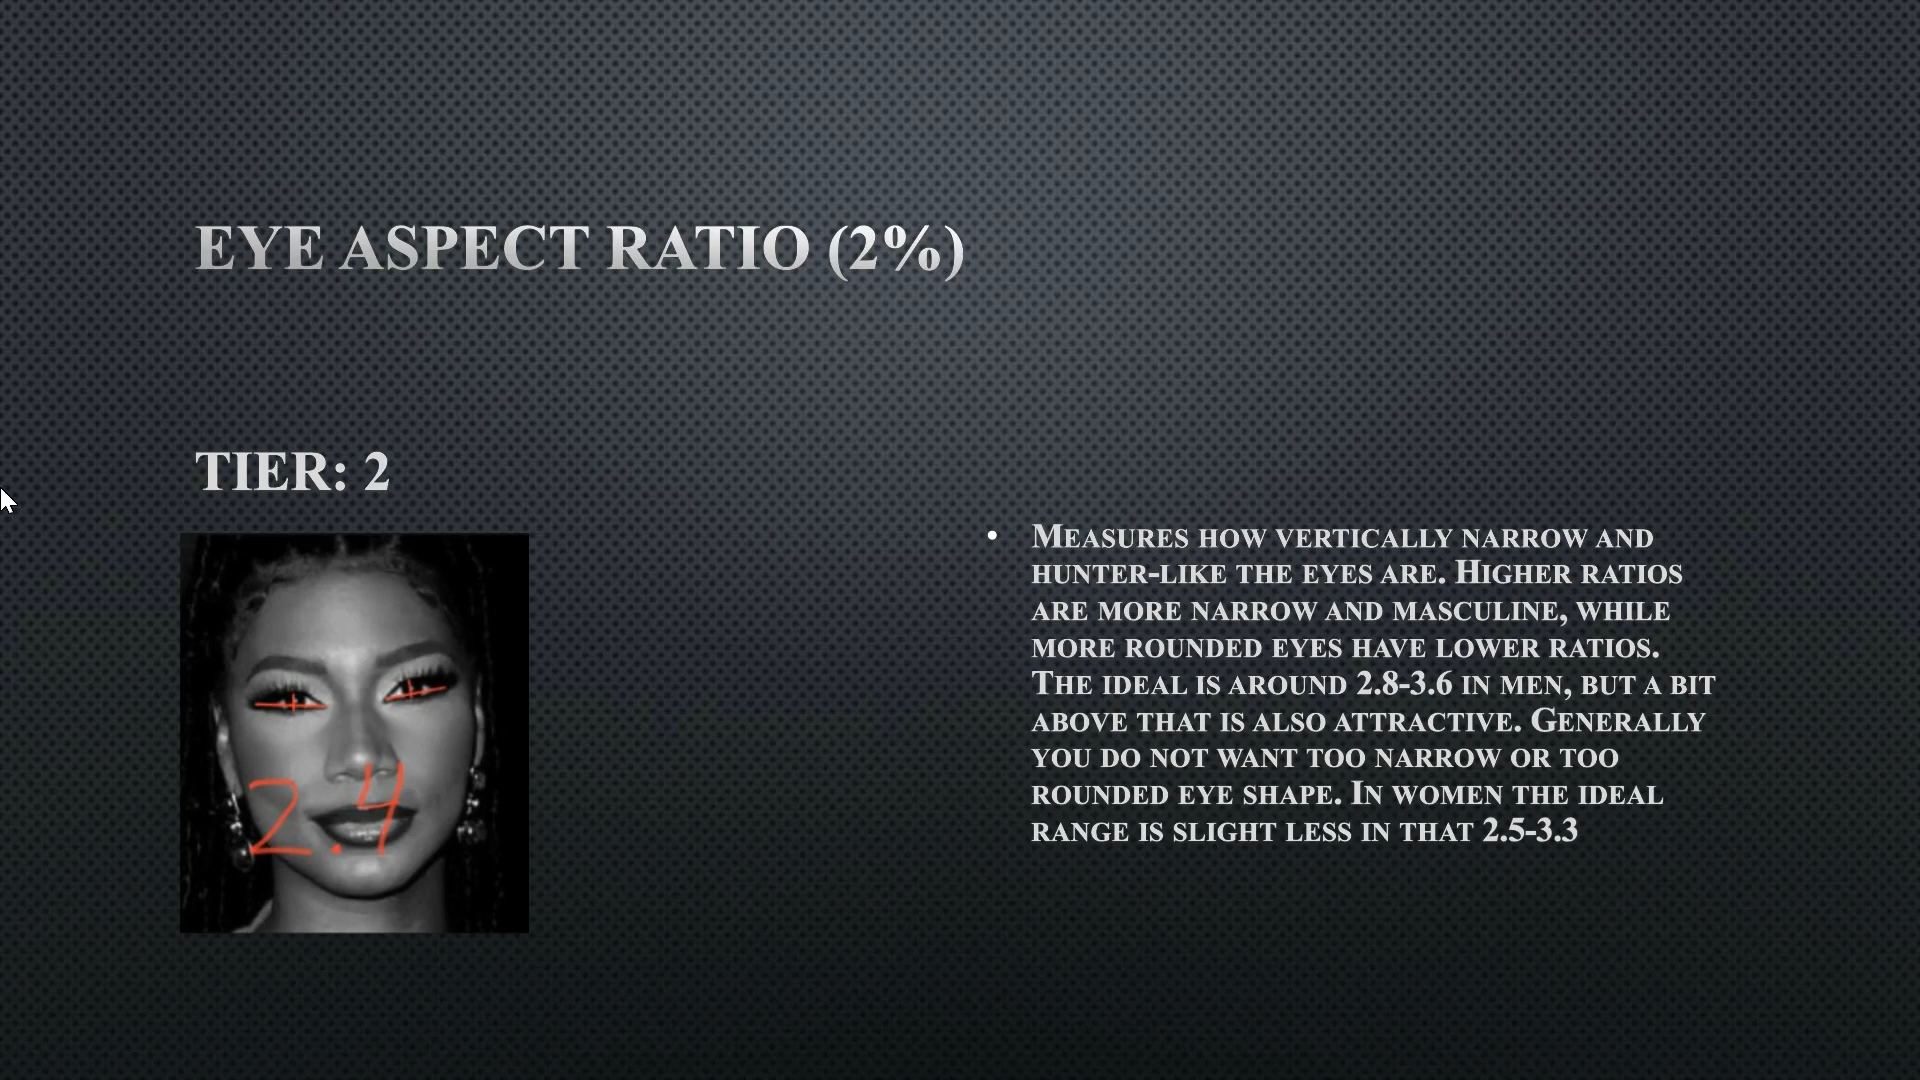 EYE ASPECT RATIO (2%)
TIER: 2
2.4
• MEASURES HOW VERTICALLY NARROW AND
HUNTER-LIKE THE EYES ARE. HIGHER RATIOS
ARE MORE NARROW AND MASCULINE, WHILE
MORE ROUNDED EYES HAVE LOWER RATIOS.
THE IDEAL IS AROUND 2.8-3.6 IN MEN, BUT A BIT
ABOVE THAT IS ALSO ATTRACTIVE. GENERALLY
YOU DO NOT WANT TOO NARROW OR TOO
ROUNDED EYE SHAPE. IN WOMEN THE IDEAL
RANGE IS SLIGHT LESS IN THAT 2.5-3.3